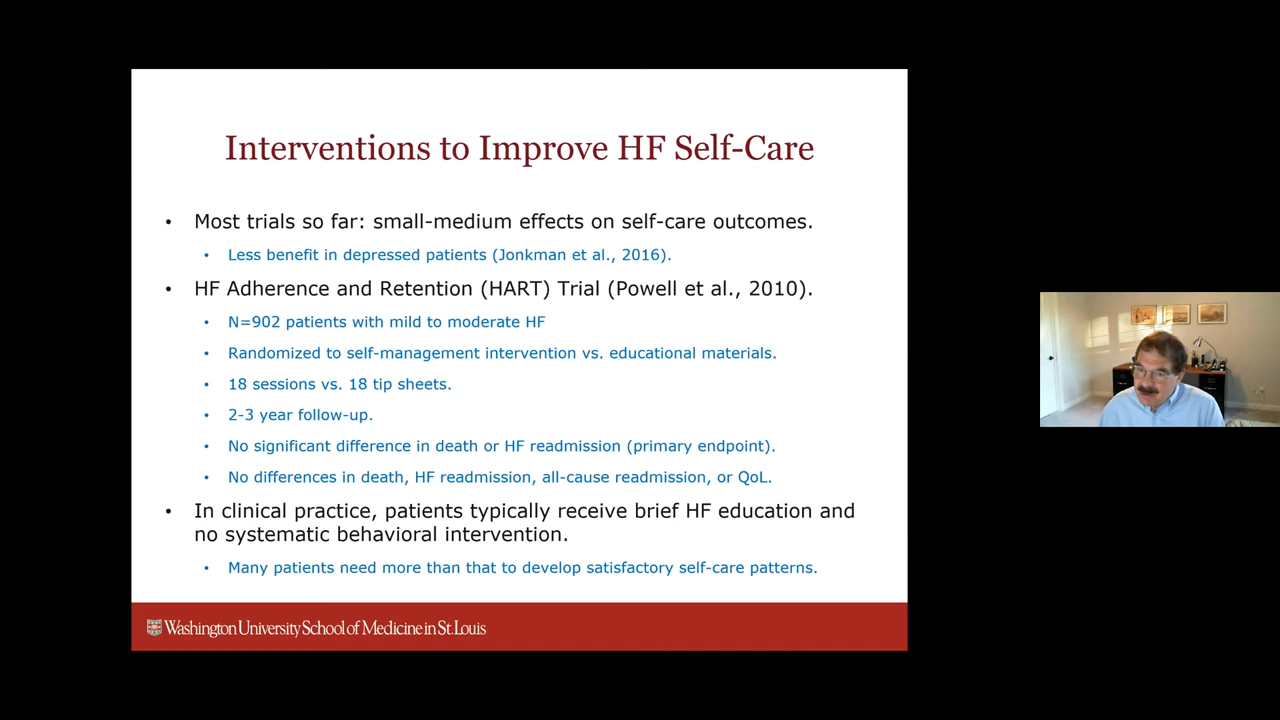 Interventions to Improve HF Self-Care
• Most trials so far: small-medium effects on self-care outcomes.
• Less benefit in depressed patients (Jonkman et al., 2016).
• HF Adherence and Retention (HART) Trial (Powell et al., 2010).
• N=902 patients with mild to moderate HF
• Randomized to self-management intervention vs. educational materials.
• 18 sessions vs. 18 tip sheets.
• 2-3 year follow-up.
• No significant difference in death or HF readmission (primary endpoint).
• No differences in death, HF readmission, all-cause readmission, or QoL.
• In clinical practice, patients typically receive brief HF education and
no systematic behavioral intervention.
• Many patients need more than that to develop satisfactory self-care patterns.
Washington University School of Medicine in St. Louis